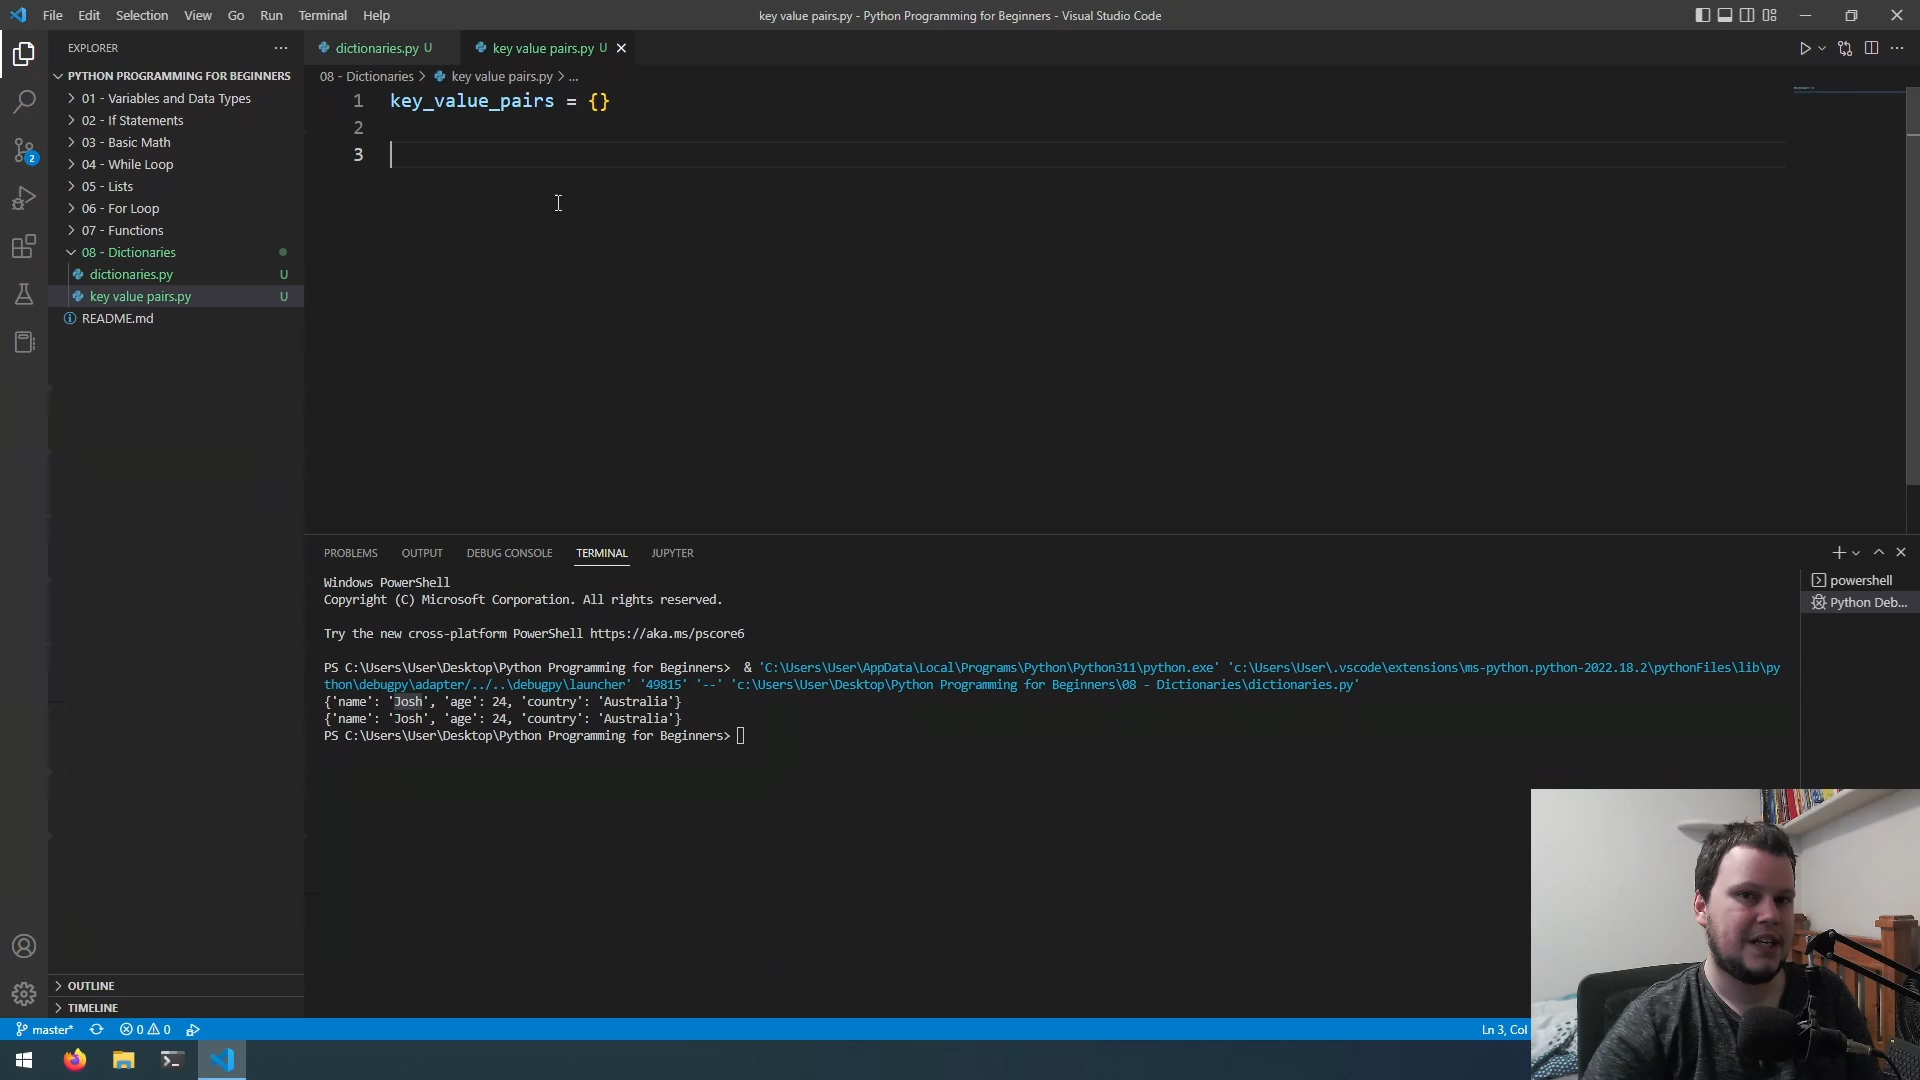 File Edit Selection View Go Run Terminal Help
key value pairs.py - Python Programming for Beginners - Visual Studio Code
EXPLORER
PYTHON PROGRAMMING FOR BEGINNERS
01 - Variables and Data Types
02 - If Statements
03 - Basic Math
04 - While Loop
05 - Lists
06 - For Loop
07 - Functions
08 - Dictionaries
dictionaries.py U
key value pairs.py U
README.md
OUTLINE
TIMELINE
dictionaries.py U key value pairs.py U
08 - Dictionaries > key value pairs.py > ...
1 key_value_pairs = {}
2
3
PROBLEMS OUTPUT DEBUG CONSOLE TERMINAL JUPYTER
Windows PowerShell
Copyright (C) Microsoft Corporation. All rights reserved.
Try the new cross-platform PowerShell https://aka.ms/pscore6
PS C:\Users\User\Desktop\Python Programming for Beginners>  & 'C:\Users\User\AppData\Local\Programs\Python\Python311\python.exe' 'c:\Users\User\.vscode\extensions\ms-python.python-2022.18.2\pythonFiles\lib\py
thon\debugpy\adapter/../..\debugpy\launcher' '49815' '--' 'c:\Users\User\Desktop\Python Programming for Beginners\08 - Dictionaries\dictionaries.py'
{'name': 'Josh', 'age': 24, 'country': 'Australia'}
{'name': 'Josh', 'age': 24, 'country': 'Australia'}
PS C:\Users\User\Desktop\Python Programming for Beginners>
powershell
Python Deb...
2
master* 0 0
Ln 3, Col